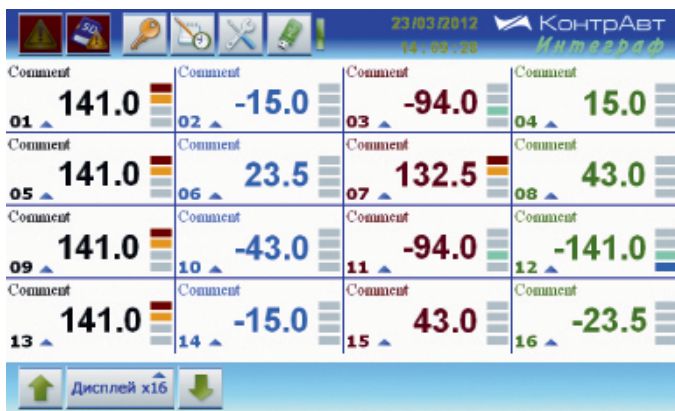 SD
23/03/2012 КонтрАвт
14:09:28 Интеграф
Comment Comment Comment Comment
01 141.0 02 -15.0 03 -94.0 04 15.0
Comment Comment Comment Comment
05 141.0 06 23.5 07 132.5 08 43.0
Comment Comment Comment Comment
09 141.0 10 -43.0 11 -94.0 12 -141.0
Comment Comment Comment Comment
13 141.0 14 -15.0 15 43.0 16 -23.5
Дисплей x16